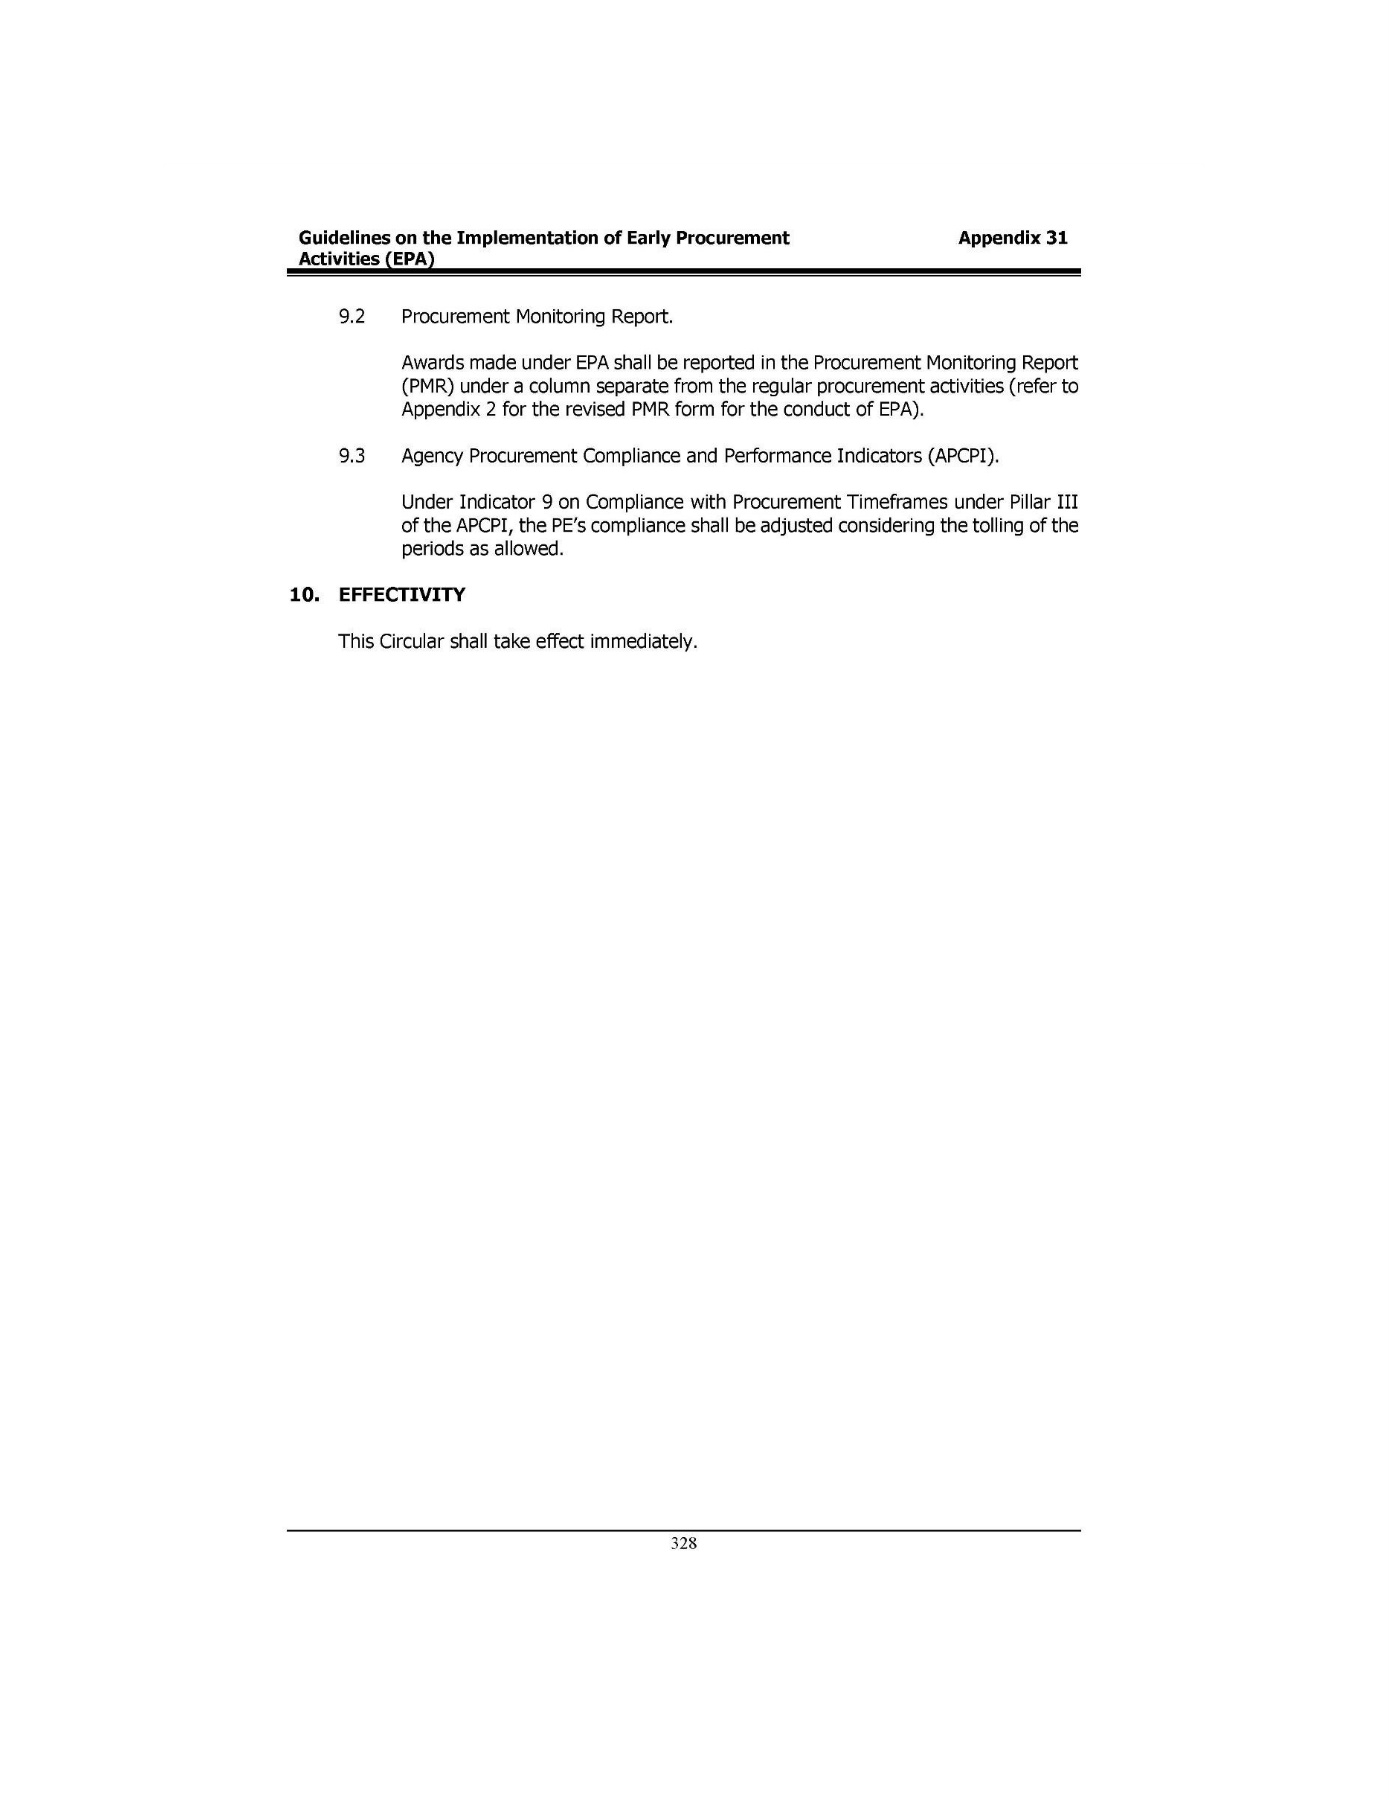 Guidelines on the Implementation of Early Procurement Appendix 31
Activities (EPA)
9.2 Procurement Monitoring Report.
Awards made under EPA shall be reported in the Procurement Monitoring Report
(PMR) under a column separate from the regular procurement activities (refer to
Appendix 2 for the revised PMR form for the conduct of EPA).
9.3 Agency Procurement Compliance and Performance Indicators (APCPI).
Under Indicator 9 on Compliance with Procurement Timeframes under Pillar III
of the APCPI, the PE's compliance shall be adjusted considering the tolling of the
periods as allowed.
10. EFFECTIVITY
This Circular shall take effect immediately.
328